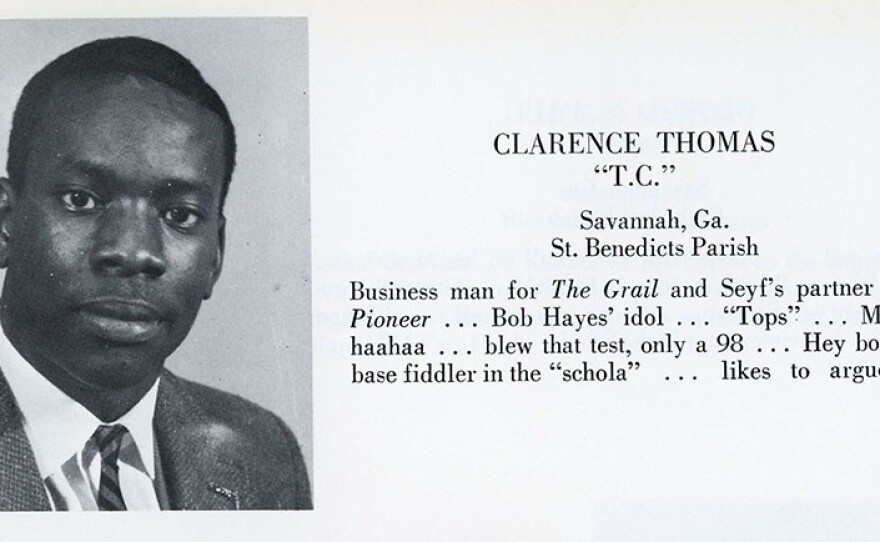 CLARENCE THOMAS
“T.C.”
Savannah, Ga.
St. Benedicts Parish
Business man for The Grail and Seyf’s partner
Pioneer ... Bob Hayes’ idol ... “Tops” ... M
haahaa ... blew that test, only a 98 ... Hey bo
base fiddler in the “schola” ... likes to argu